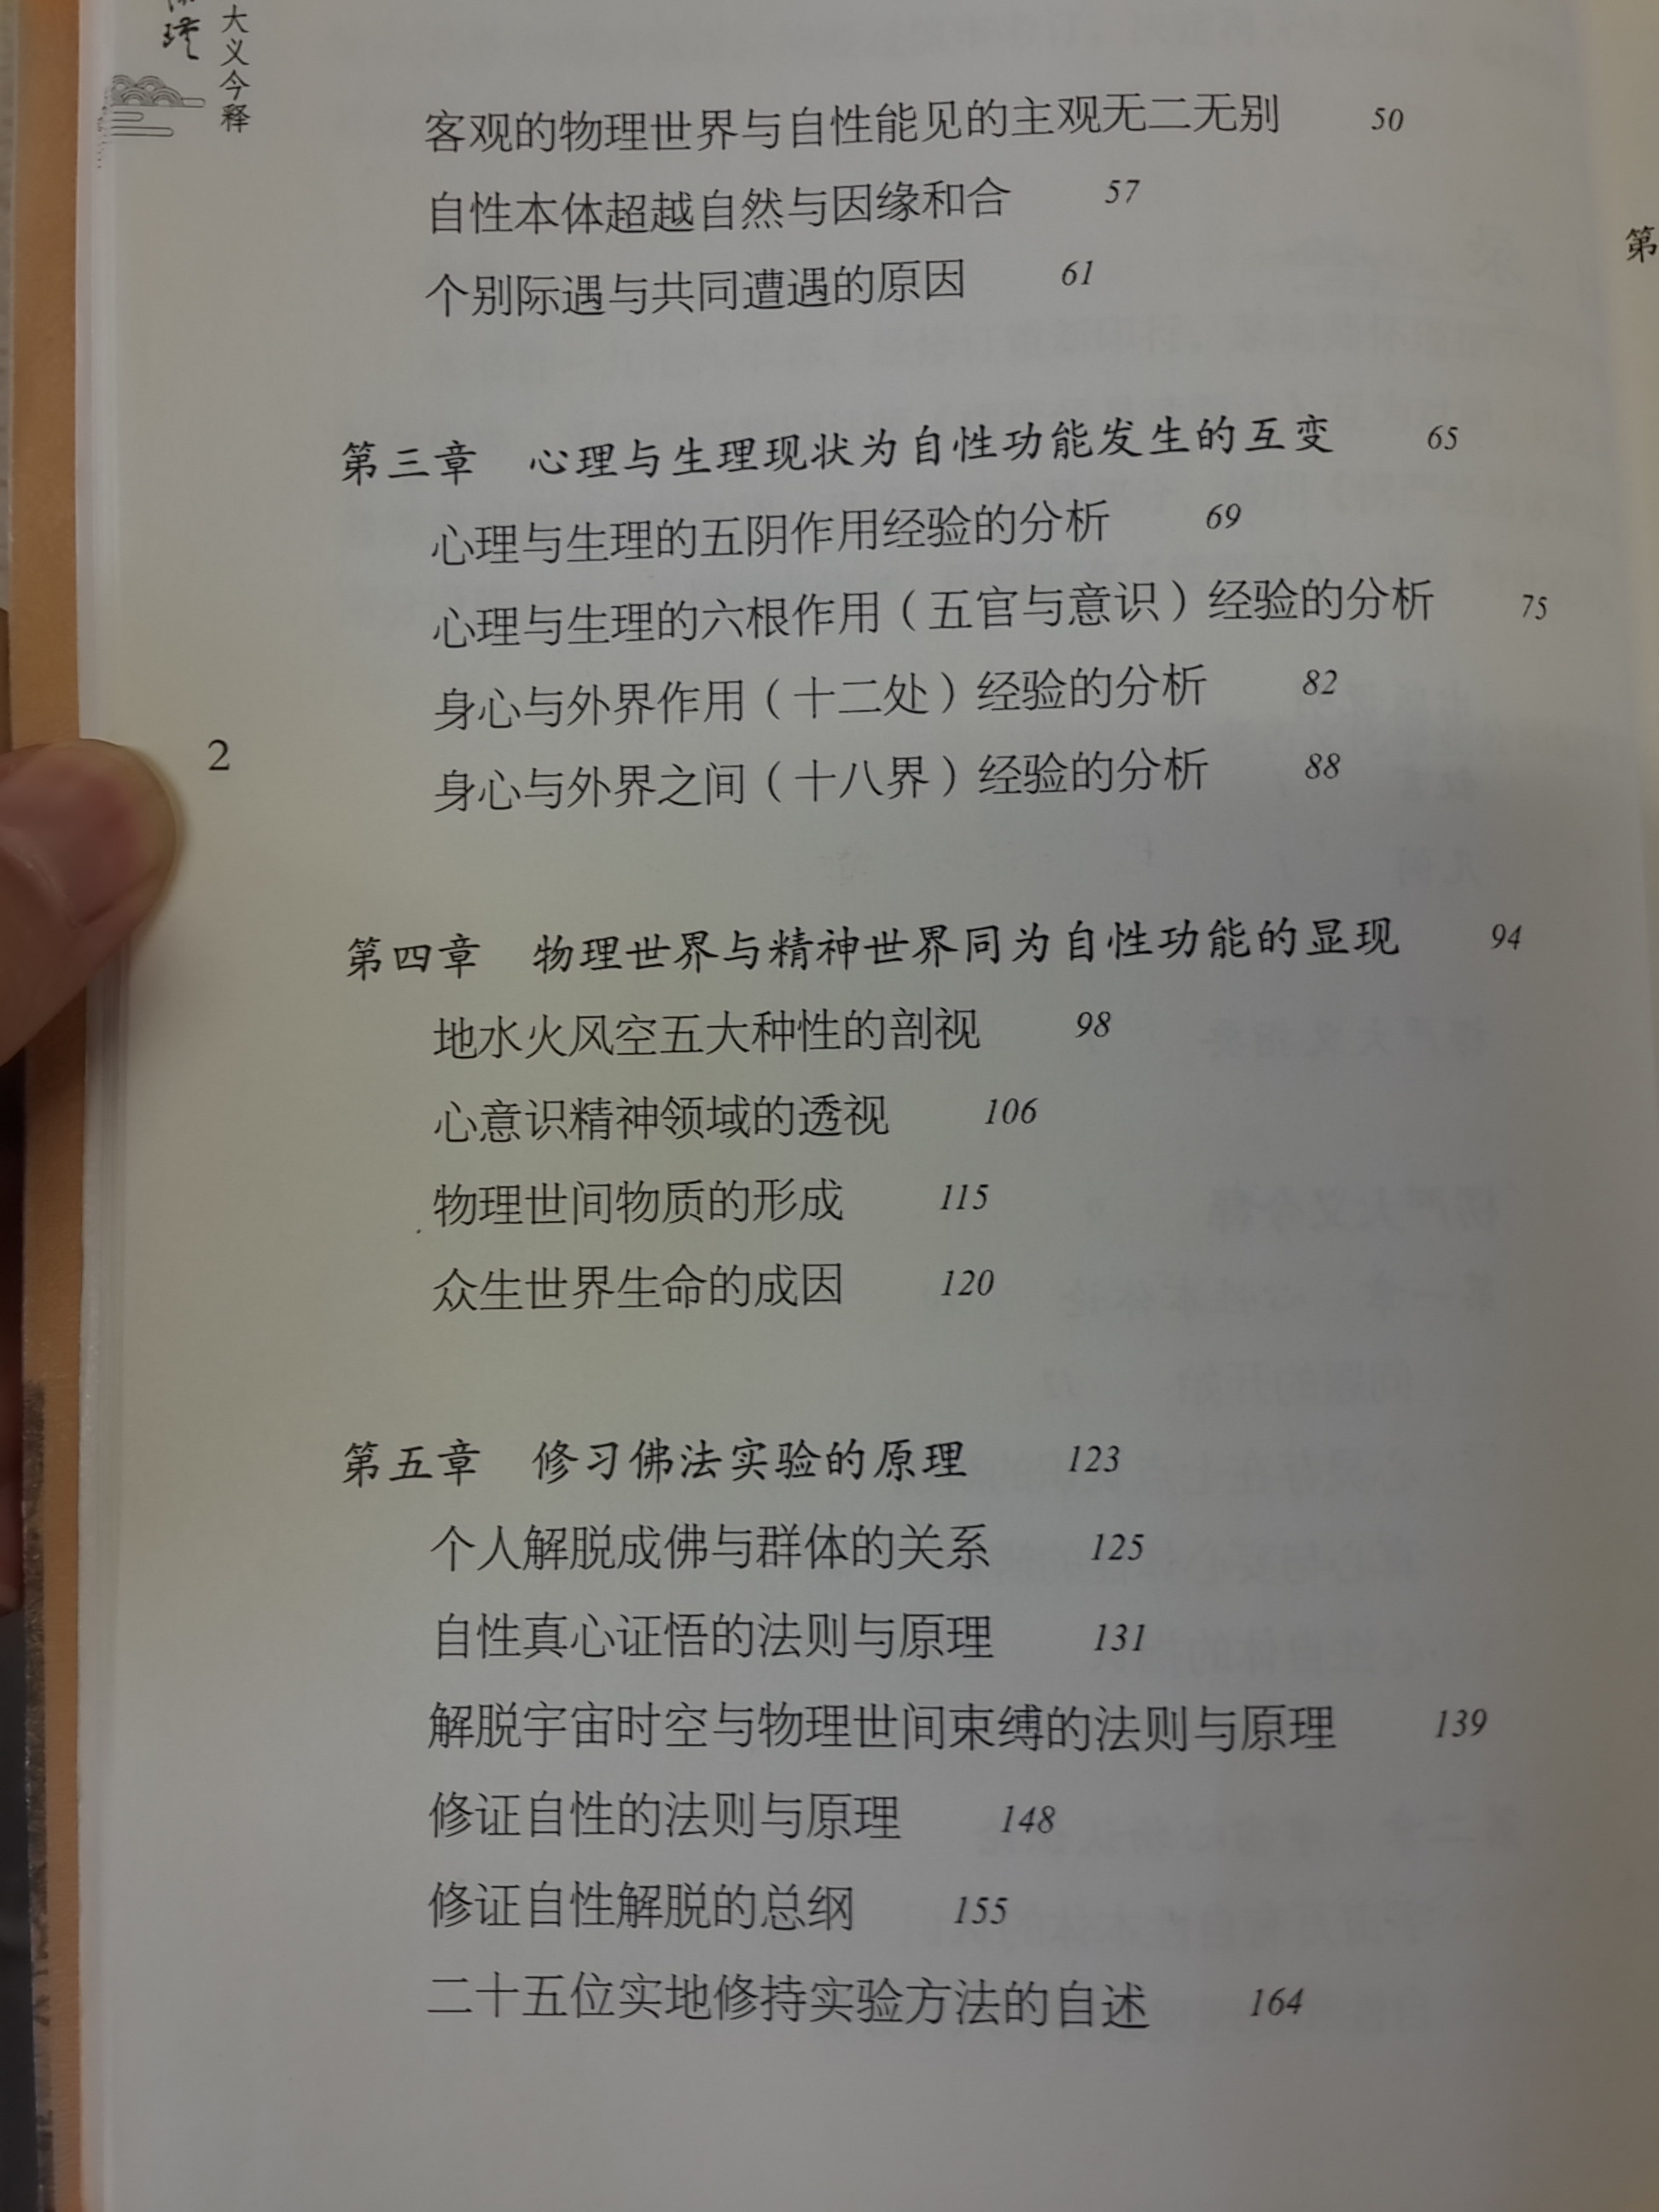 大义今释
客观的物理世界与自性能见的主观无二无别 50
自性本体超越自然与因缘和合 57
个别际遇与共同遭遇的原因 61
第三章 心理与生理现状为自性功能发生的互变 65
心理与生理的五阴作用经验的分析 69
心理与生理的六根作用(五官与意识)经验的分析 75
身心与外界作用(十二处)经验的分析 82
身心与外界之间(十八界)经验的分析 88
2
第四章 物理世界与精神世界同为自性功能的显现 94
地水火风空五大种性的剖视 98
心意识精神领域的透视 106
物理世间物质的形成 115
众生世界生命的成因 120
第五章 修习佛法实验的原理 123
个人解脱成佛与群体的关系 125
自性真心证悟的法则与原理 131
解脱宇宙时空与物理世间束缚的法则与原理 139
修证自性的法则与原理 148
修证自性解脱的总纲 155
二十五位实地修持实验方法的自述 164
第